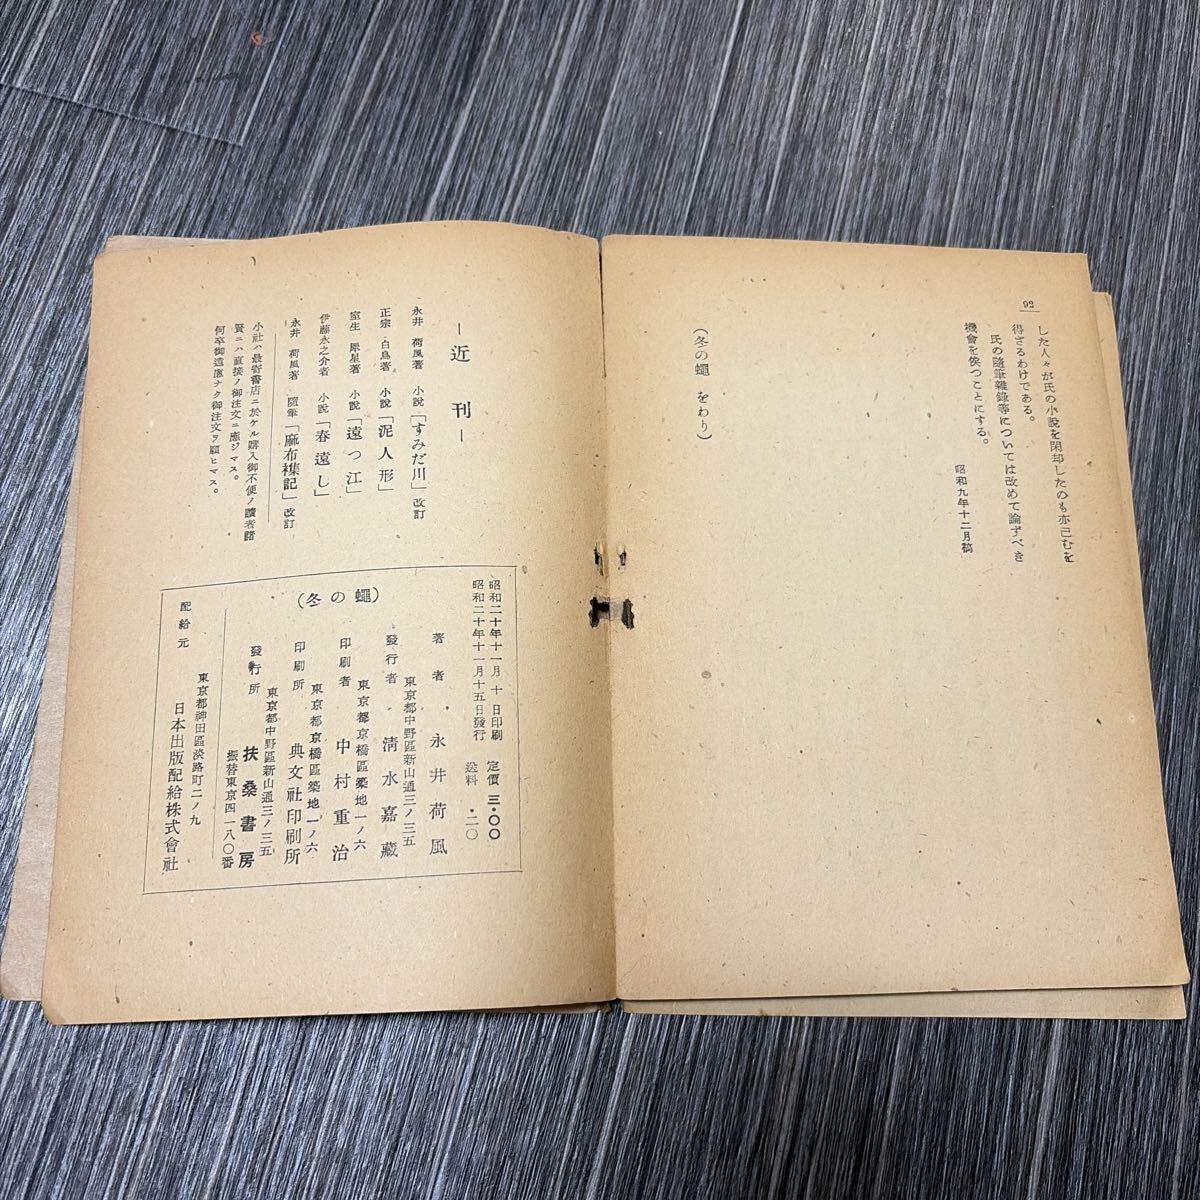 92
した人々が氏の小説を閑却したのも亦已むを
得ざるわけである。
氏の隨筆雜錄等については改めて論ずべき
機會を俟つことにする。
昭和九年十二月稿
(冬の蠅 をわり)
―近刊―
永井荷風著 小說「すみだ川」改訂
正宗白鳥著 小說「泥人形」
室生犀星著 小說「遠つ江」
伊藤永之介者 小說「春遠し」
永井荷風著 隨筆「麻布襍記」改訂
小社ハ最寄書店ニ於ケル購入御不便ノ讀者諸
賢ニハ直接ノ御注文ニ應ジマス。
何卒御遠慮ナク御注文ヲ願ヒマス。
昭和二十年十一月十日印刷 定價 三・〇〇
昭和二十年十一月十五日發行 送料 ・二〇
著者 永井荷風
東京都中野區新山通三ノ三五
發行者 清水嘉藏
東京都京橋區築地一ノ六
印刷者 中村重治
東京都京橋區築地一ノ六
印刷所 典文社印刷所
東京都中野區新山通三ノ三五
發行所 扶桑書房
振替東京四一八〇番
(冬の蠅)
配給元 東京都神田區淡路町二ノ九
日本出版配給株式會社